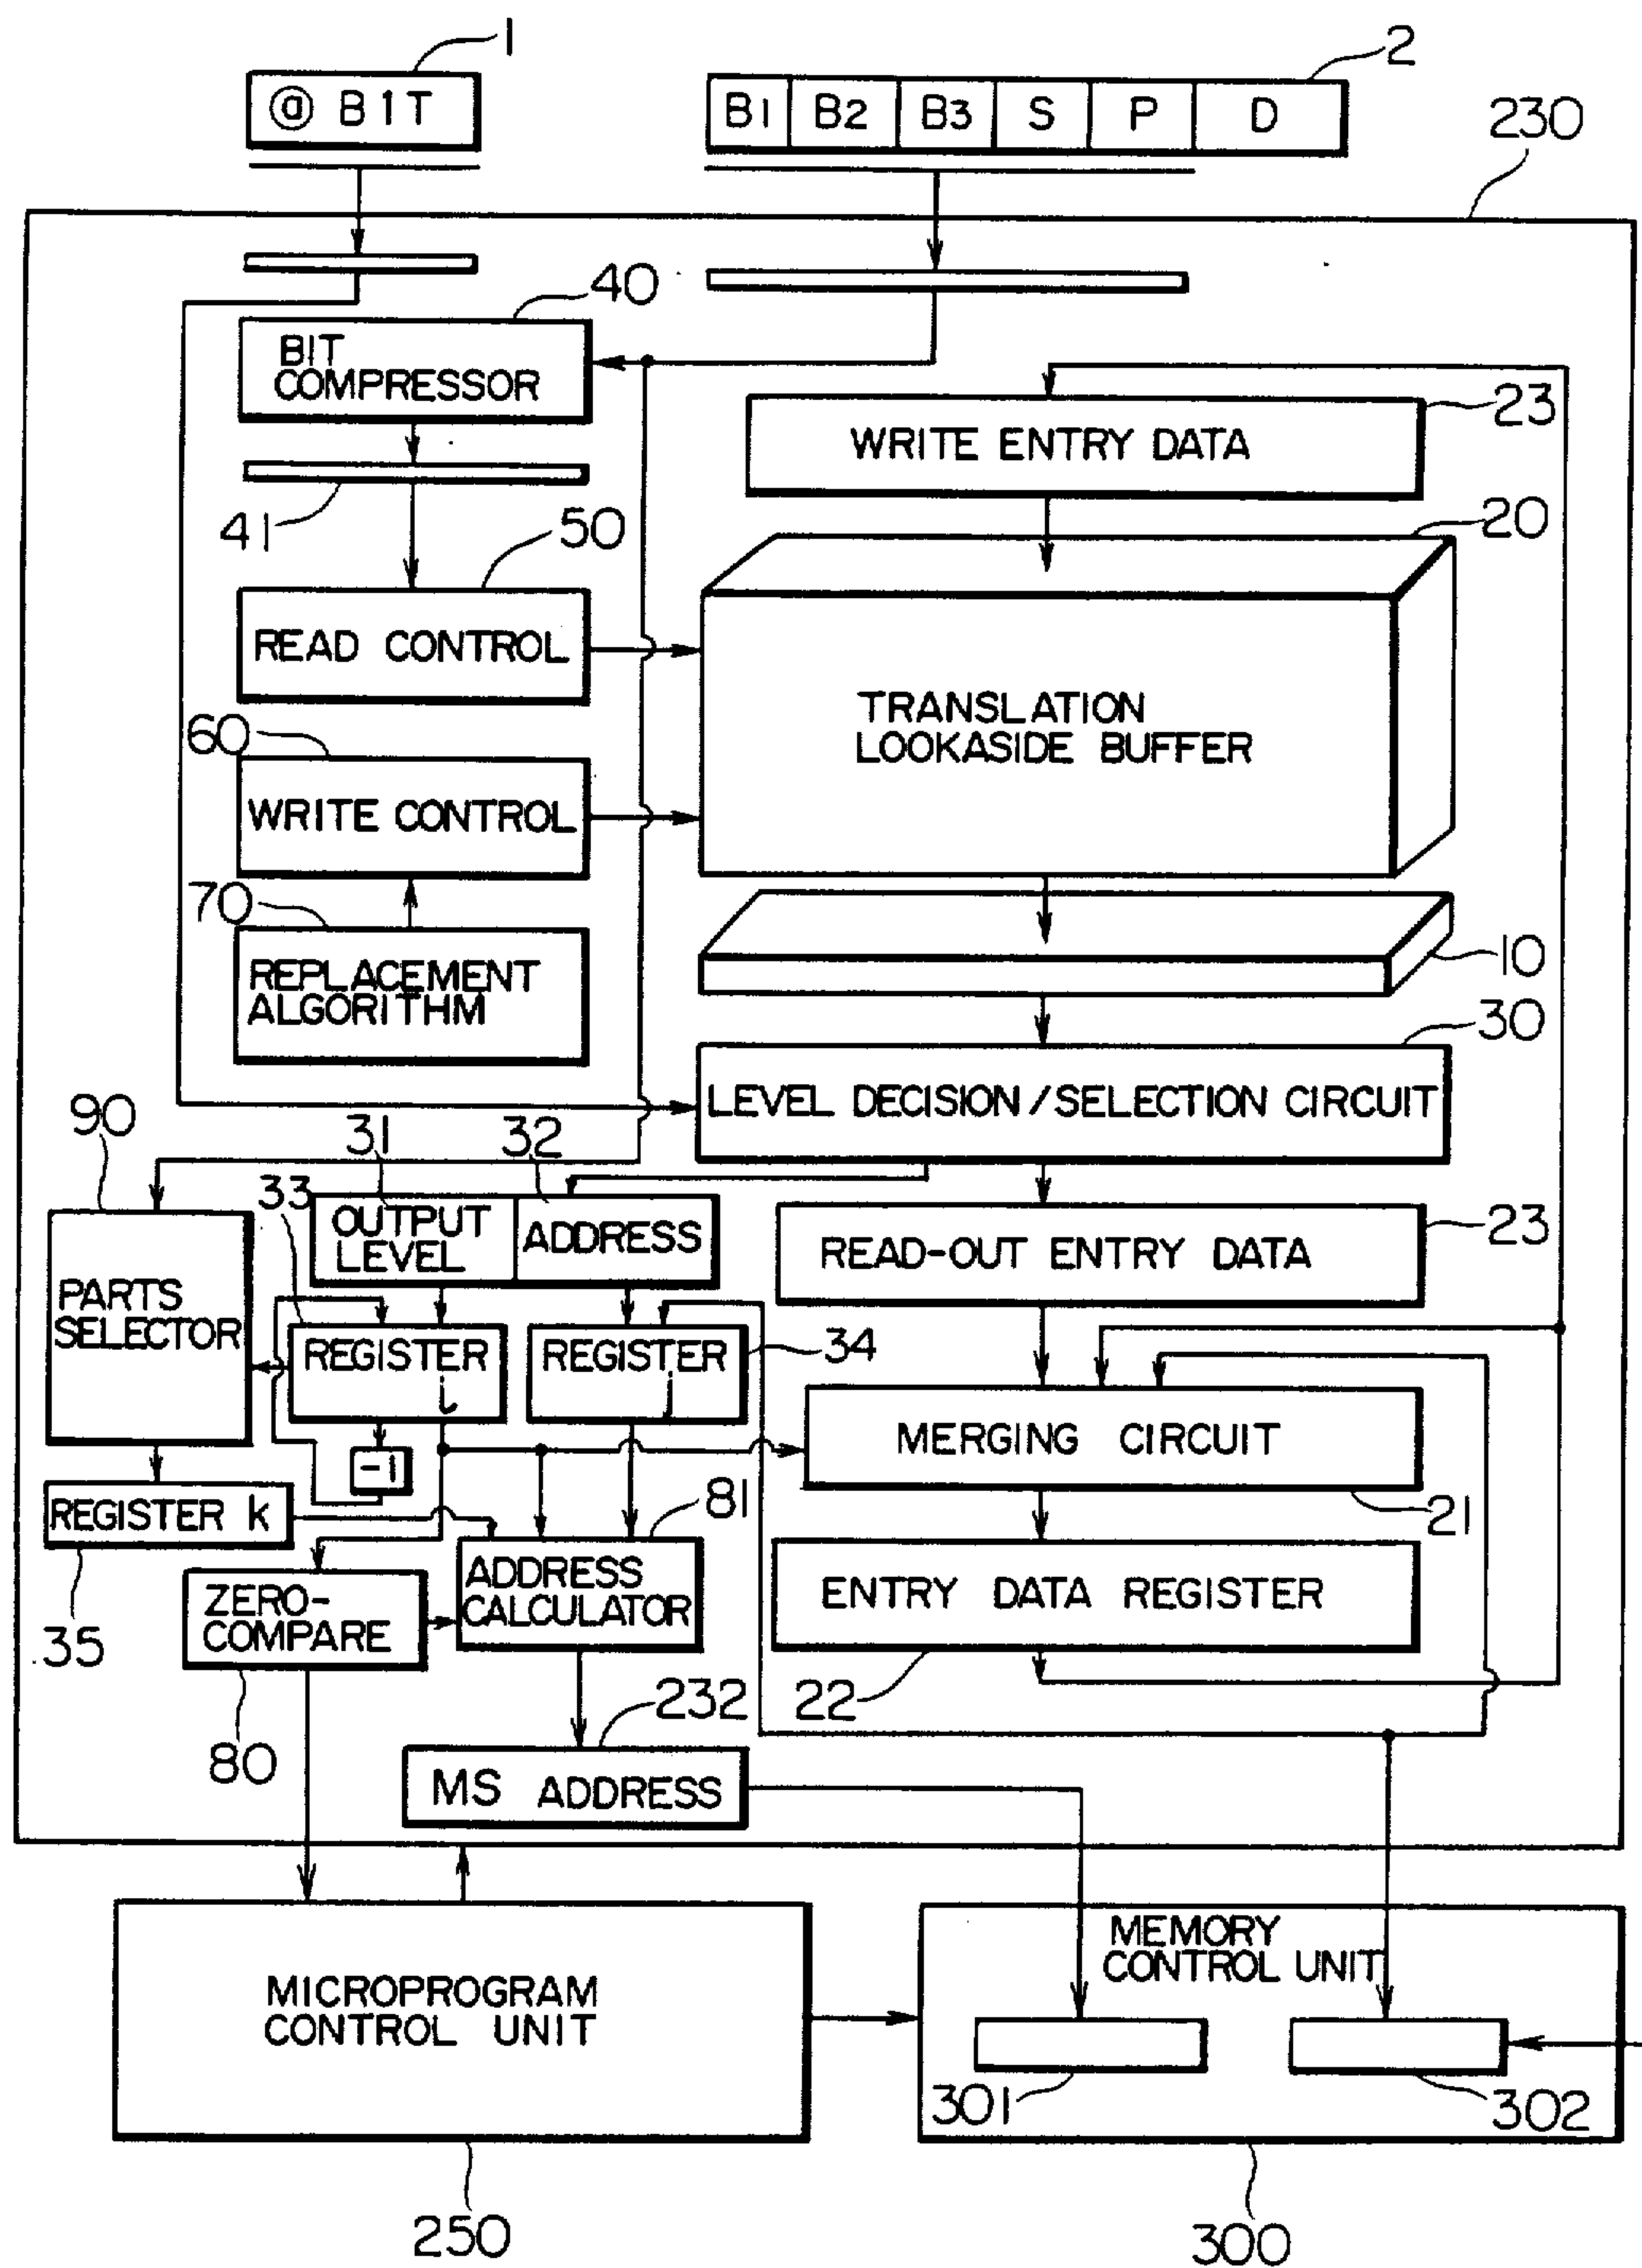 1
2
ⓐ B1T
B1 B2 B3 S P D
230
40
BIT
COMPRESSOR
23
WRITE ENTRY DATA
41
50
20
READ CONTROL
TRANSLATION
LOOKASIDE BUFFER
60
WRITE CONTROL
70
REPLACEMENT
ALGORITHM
10
30
LEVEL DECISION/SELECTION CIRCUIT
90
31
32
33
OUTPUT
LEVEL
ADDRESS
23
READ-OUT ENTRY DATA
PARTS
SELECTOR
REGISTER
i
REGISTER
j
34
MERGING CIRCUIT
-1
21
REGISTER k
35
81
ADDRESS
CALCULATOR
ENTRY DATA REGISTER
22
ZERO-
COMPARE
80
232
MS ADDRESS
MICROPROGRAM
CONTROL UNIT
250
MEMORY
CONTROL UNIT
301
302
300